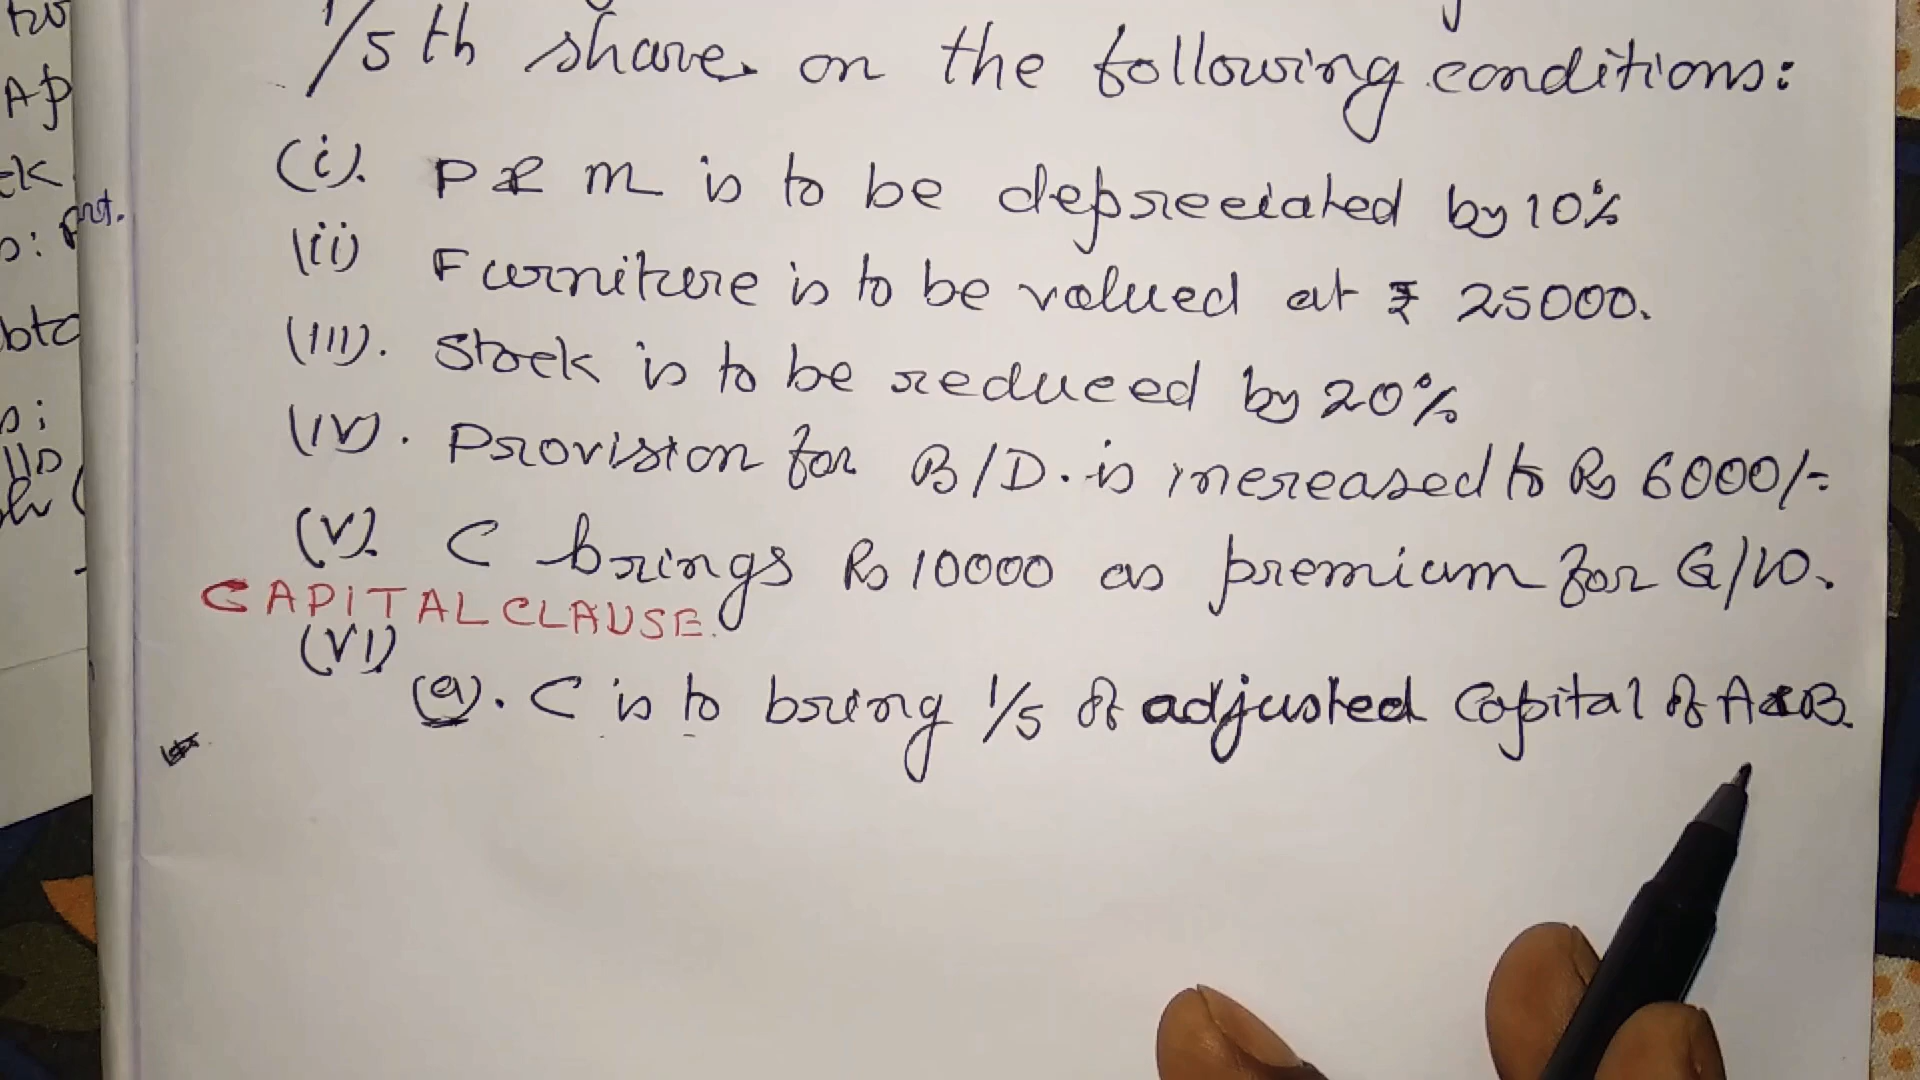 1/5th share on the following conditions:
(i). P & M is to be depreciated by 10%
(ii) Furniture is to be valued at ₹ 25000.
(III). Stock is to be reduced by 20%
(IV). Provision for B/D. is increased to Rs 6000/-
(V). C brings Rs 10000 as premium for G/W.
CAPITAL CLAUSE.
(VI)
(a). C is to bring 1/5 of adjusted Capital of A & B.